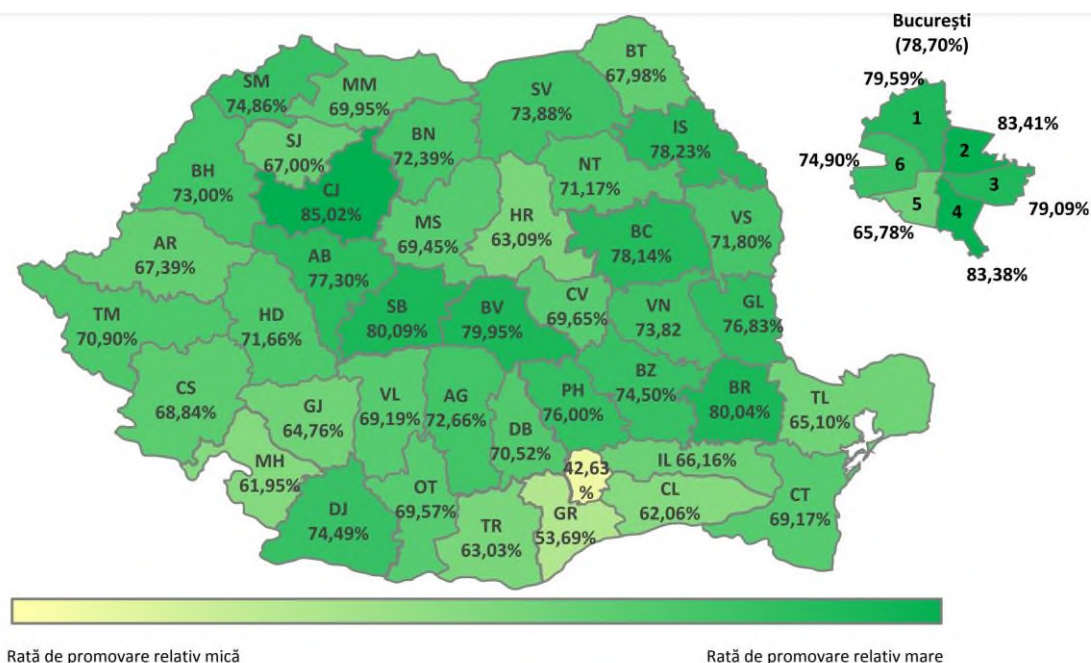 București
(78,70%)
79,59%
1
83,41%
2
74,90%
6
3
79,09%
5
65,78%
4
83,38%
BT
67,98%
SM
74,86%
MM
69,95%
SV
73,88%
IS
78,23%
SJ
67,00%
BN
72,39%
BH
73,00%
CJ
85,02%
NT
71,17%
MS
69,45%
HR
63,09%
BC
78,14%
VS
71,80%
AR
67,39%
AB
77,30%
TM
70,90%
HD
71,66%
SB
80,09%
BV
79,95%
CV
69,65%
VN
73,82
GL
76,83%
CS
68,84%
GJ
64,76%
VL
69,19%
AG
72,66%
DB
70,52%
PH
76,00%
BZ
74,50%
BR
80,04%
TL
65,10%
MH
61,95%
DJ
74,49%
OT
69,57%
TR
63,03%
42,63
%
GR
53,69%
IL 66,16%
CL
62,06%
CT
69,17%
Rată de promovare relativ mică
Rată de promovare relativ mare